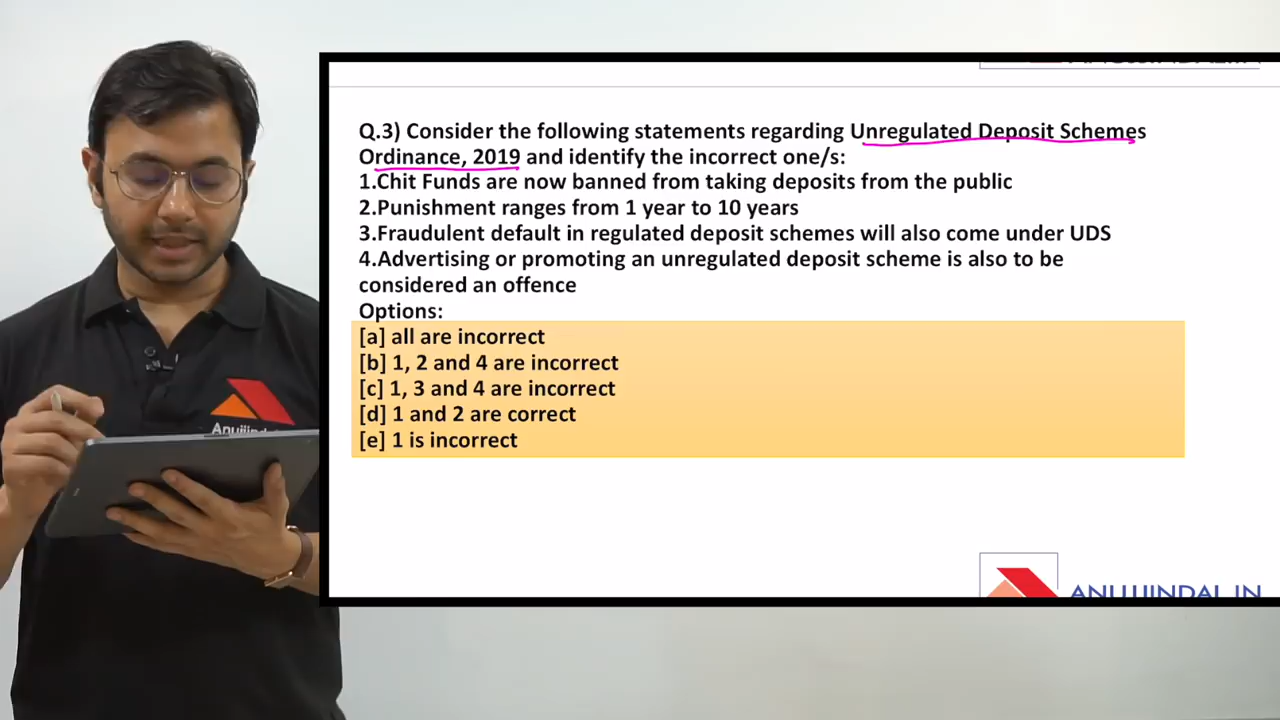 Q.3) Consider the following statements regarding Unregulated Deposit Schemes
Ordinance, 2019 and identify the incorrect one/s:
1.Chit Funds are now banned from taking deposits from the public
2.Punishment ranges from 1 year to 10 years
3.Fraudulent default in regulated deposit schemes will also come under UDS
4.Advertising or promoting an unregulated deposit scheme is also to be
considered an offence
Options:
[a] all are incorrect
[b] 1, 2 and 4 are incorrect
[c] 1, 3 and 4 are incorrect
[d] 1 and 2 are correct
[e] 1 is incorrect
ANUJJINDAL.IN